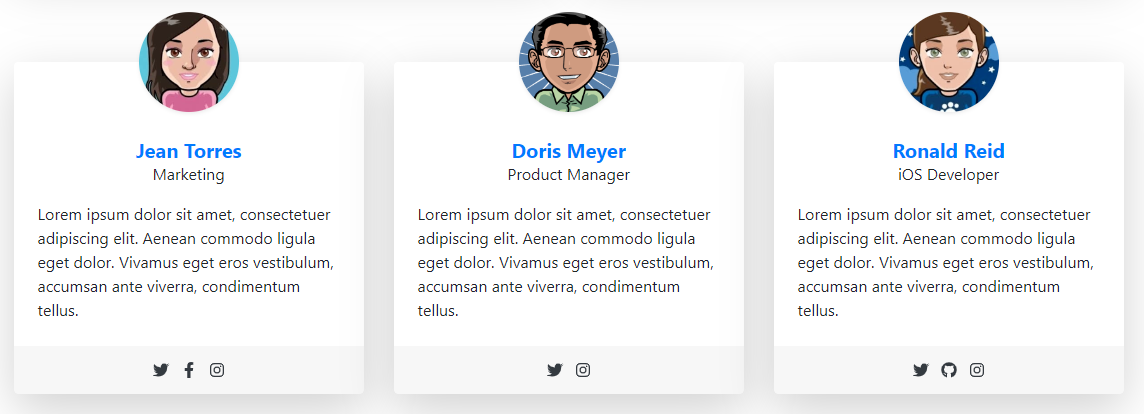 Jean Torres
Marketing
Lorem ipsum dolor sit amet, consectetuer
adipiscing elit. Aenean commodo ligula
eget dolor. Vivamus eget eros vestibulum,
accumsan ante viverra, condimentum
tellus.
Doris Meyer
Product Manager
Lorem ipsum dolor sit amet, consectetuer
adipiscing elit. Aenean commodo ligula
eget dolor. Vivamus eget eros vestibulum,
accumsan ante viverra, condimentum
tellus.
Ronald Reid
iOS Developer
Lorem ipsum dolor sit amet, consectetuer
adipiscing elit. Aenean commodo ligula
eget dolor. Vivamus eget eros vestibulum,
accumsan ante viverra, condimentum
tellus.